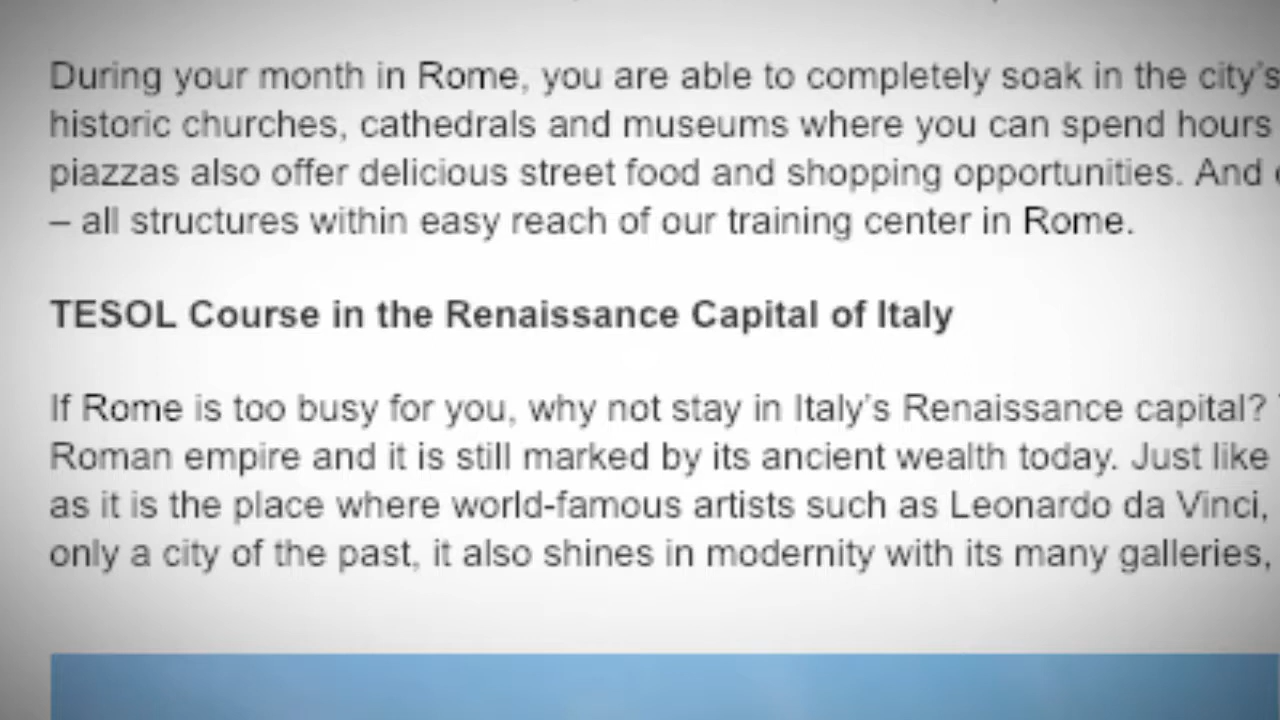 During your month in Rome, you are able to completely soak in the city's
historic churches, cathedrals and museums where you can spend hours
piazzas also offer delicious street food and shopping opportunities. And
– all structures within easy reach of our training center in Rome.
TESOL Course in the Renaissance Capital of Italy
If Rome is too busy for you, why not stay in Italy's Renaissance capital?
Roman empire and it is still marked by its ancient wealth today. Just like
as it is the place where world-famous artists such as Leonardo da Vinci,
only a city of the past, it also shines in modernity with its many galleries,